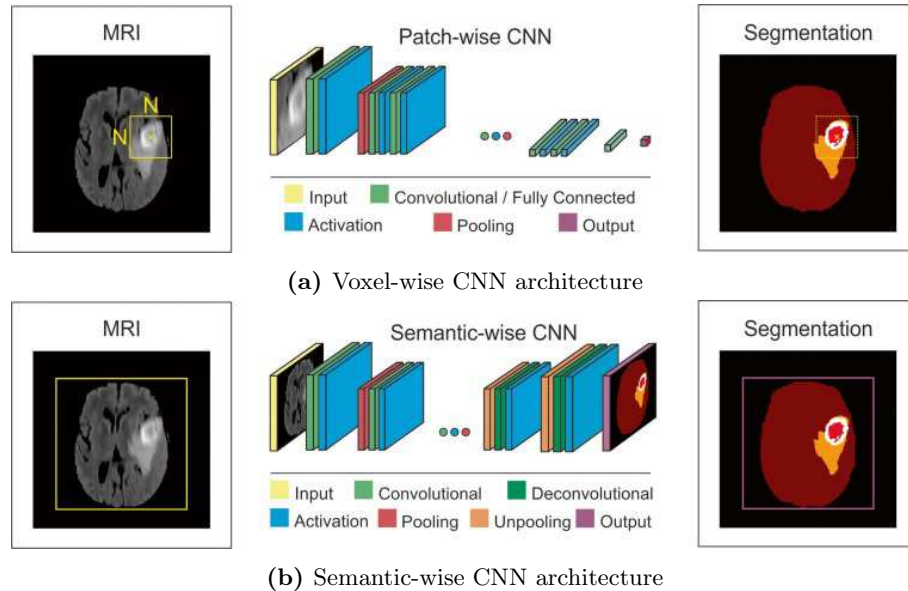 MRI
Patch-wise CNN
Segmentation
N
N
Input
Convolutional / Fully Connected
Activation
Pooling
Output
(a) Voxel-wise CNN architecture
MRI
Semantic-wise CNN
Segmentation
Input
Convolutional
Deconvolutional
Activation
Pooling
Unpooling
Output
(b) Semantic-wise CNN architecture